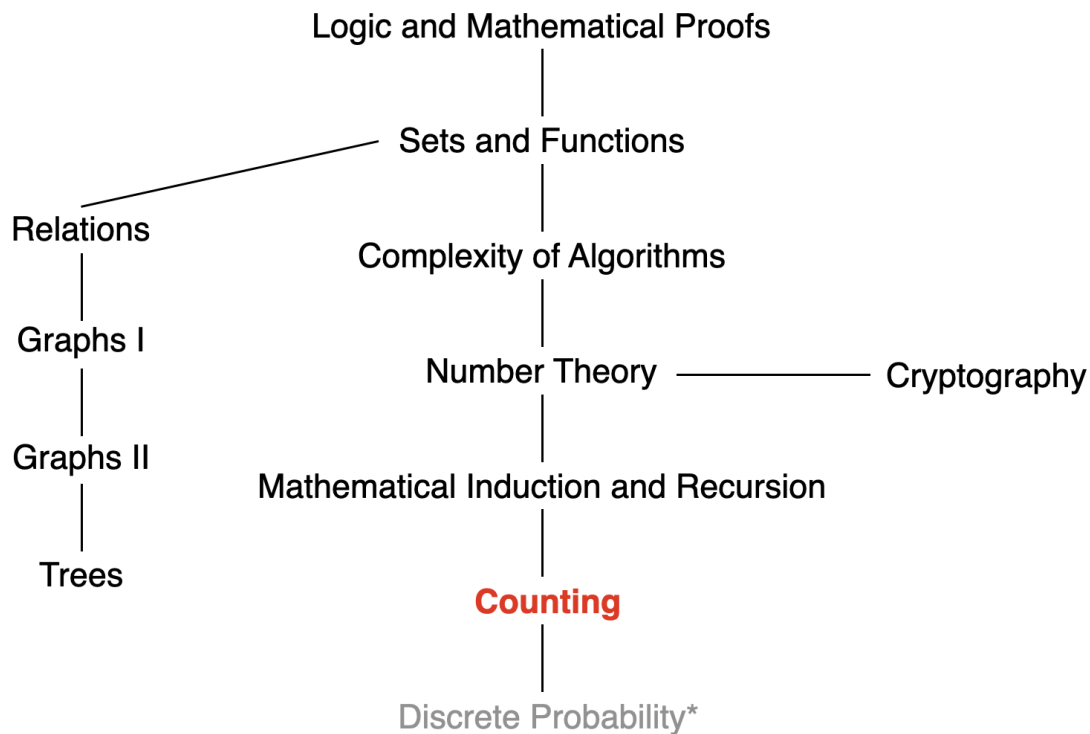 Logic and Mathematical Proofs
Sets and Functions
Relations
Complexity of Algorithms
Graphs I
Number Theory
Cryptography
Graphs II
Mathematical Induction and Recursion
Trees
Counting
Discrete Probability*